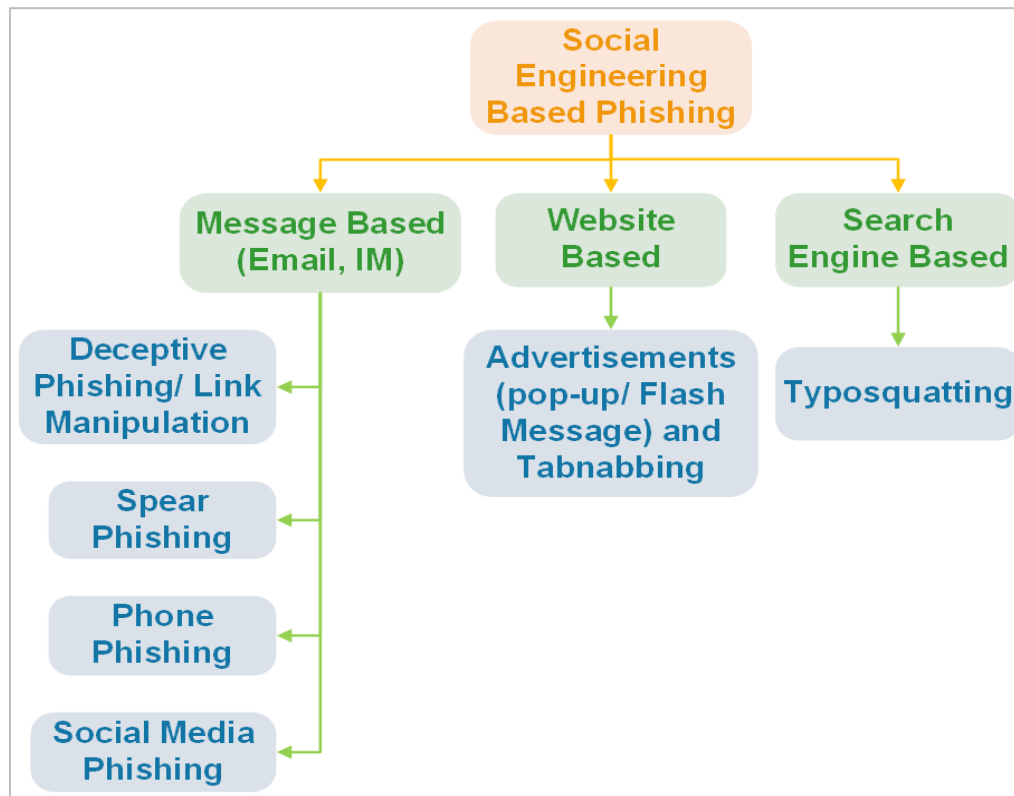 Social
Engineering
Based Phishing
Message Based
(Email, IM)
Website
Based
Search
Engine Based
Deceptive
Phishing/ Link
Manipulation
Advertisements
(pop-up/ Flash
Message) and
Tabnabbing
Typosquatting
Spear
Phishing
Phone
Phishing
Social Media
Phishing